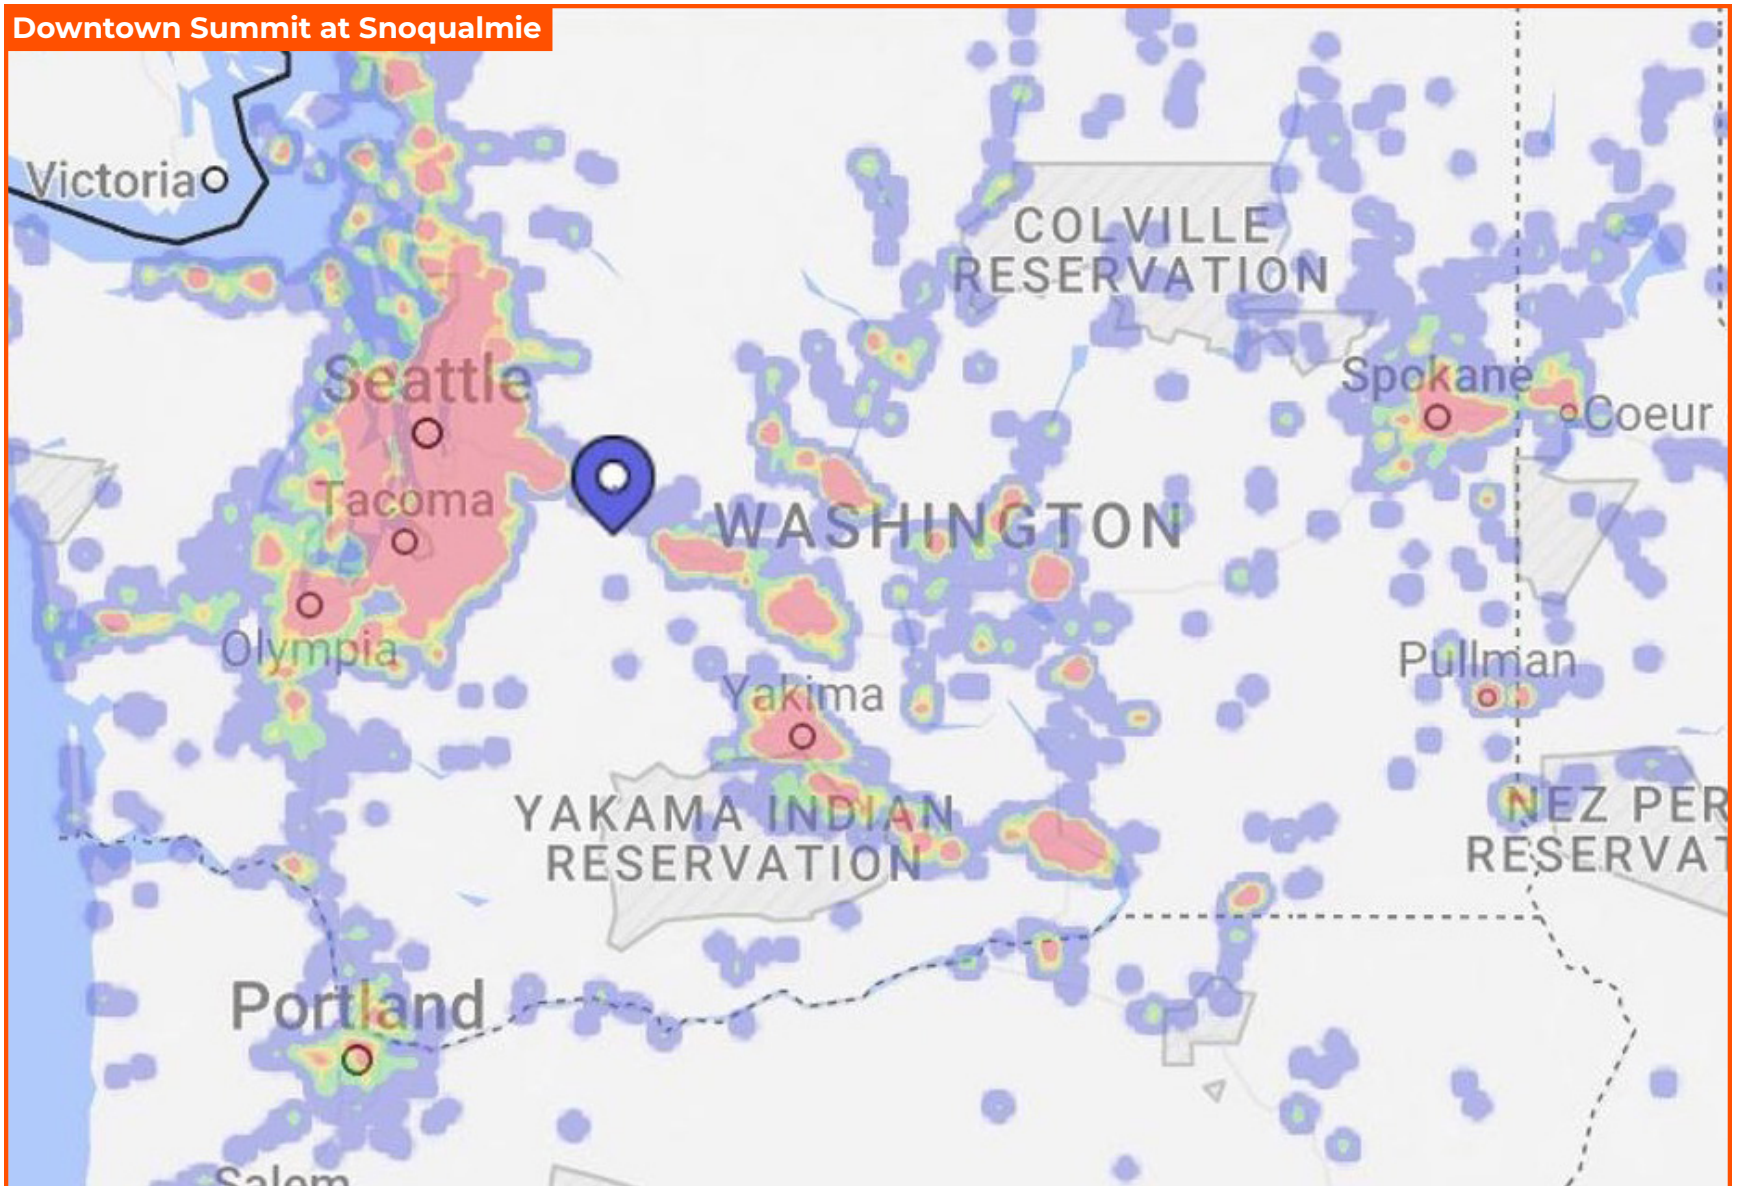 Downtown Summit at Snoqualmie
Victoria
COLVILLE
RESERVATION
Seattle
Spokane
Coeur
Tacoma
WASHINGTON
Olympia
Pullman
Yakima
YAKAMA INDIAN
RESERVATION
NEZ PER
RESERVAT
Portland
Salem